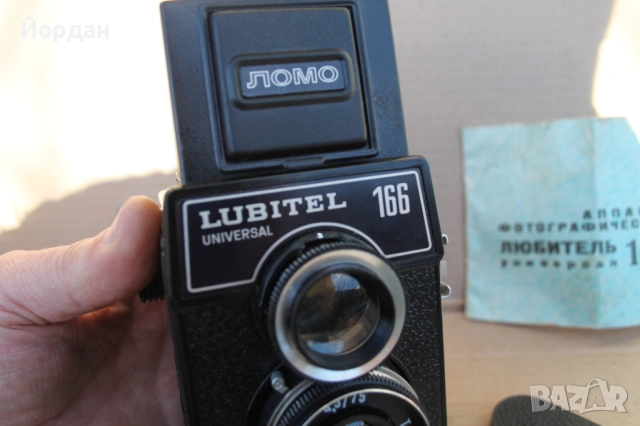 Йордан
ЛОМО
LUBITEL 166
UNIVERSAL
АППА
ФОТОГРАФИЧЕС
ЛЮБИТЕЛЬ 1
универсал
4,5/75
BAZAR